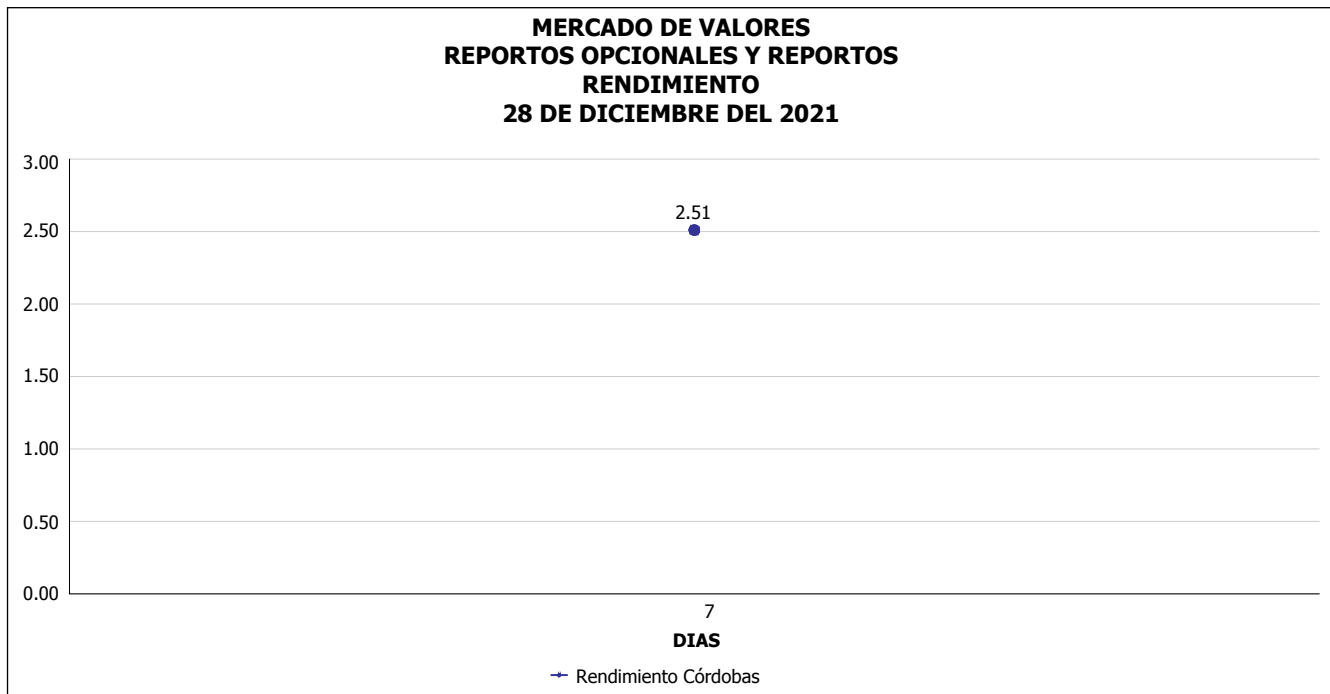 MERCADO DE VALORES
REPORTOS OPCIONALES Y REPORTOS
RENDIMIENTO
28 DE DICIEMBRE DEL 2021
3.00
2.51
2.50
2.00
1.50
1.00
0.50
0.00
7
DIAS
Rendimiento Córdobas